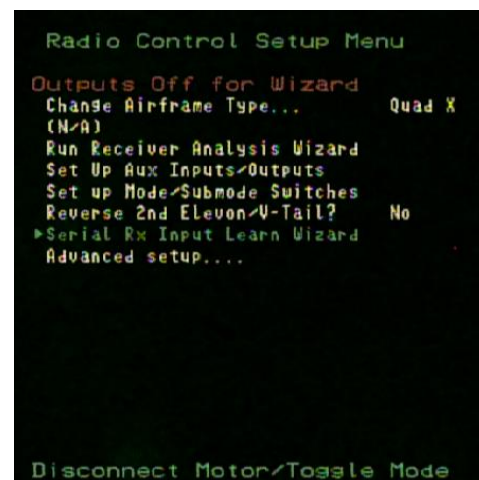 Radio Control Setup Menu
Outputs Off for Wizard
Change Airframe Type... Quad X
(N/A)
Run Receiver Analysis Wizard
Set Up Aux Inputs/Outputs
Set up Mode/Submode Switches
Reverse 2nd Elevon/V-Tail? No
▶Serial Rx Input Learn Wizard
Advanced setup....
Disconnect Motor/Toggle Mode